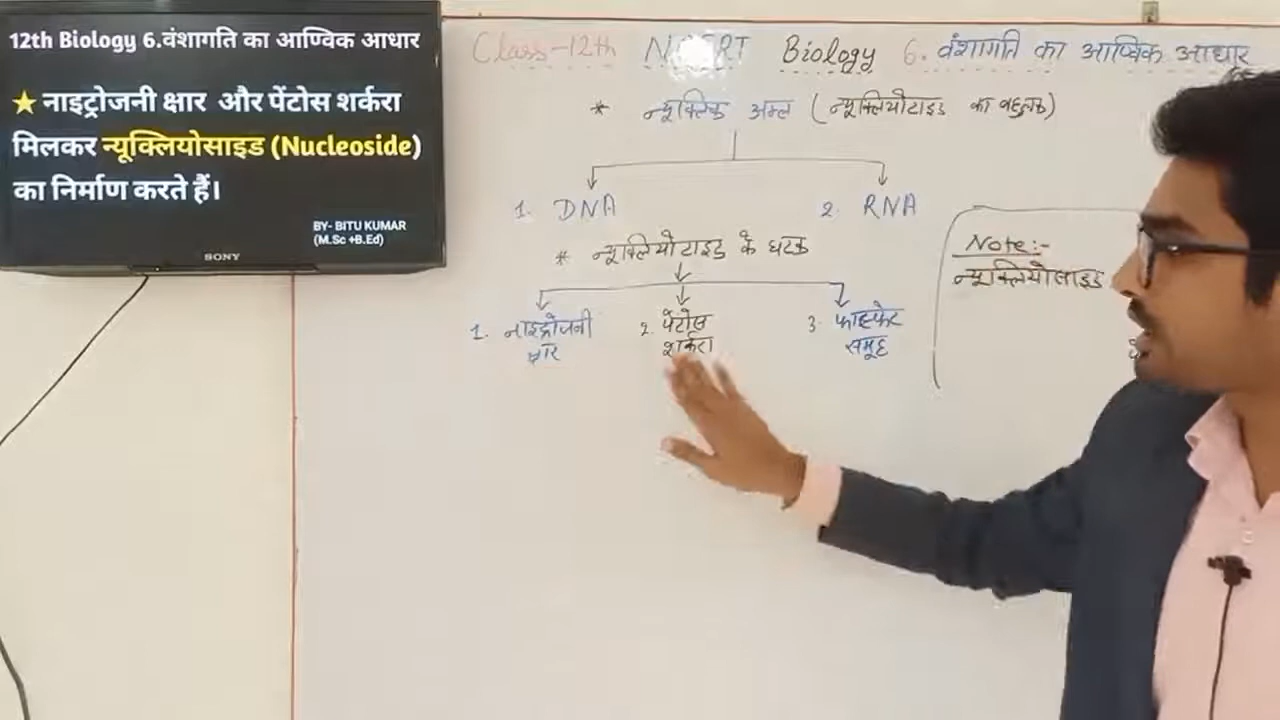 12th Biology 6.वंशागति का आण्विक आधार
★ नाइट्रोजनी क्षार और पेंटोस शर्करा
मिलकर न्यूक्लियोसाइड (Nucleoside)
का निर्माण करते हैं।
BY- BITU KUMAR
(M.Sc +B.Ed)
SONY
Class-12th NCERT Biology 6. वंशागति का आण्विक आधार
* न्यूक्लिक अम्ल (न्यूक्लियोटाइड का बहुलक)
1. DNA
2. RNA
* न्यूक्लियोटाइड के घटक
1. नाइट्रोजनी
क्षार
2. पेंटोस
शर्करा
3. फास्फेट
समूह
Note:-
न्यूक्लियोसाइड